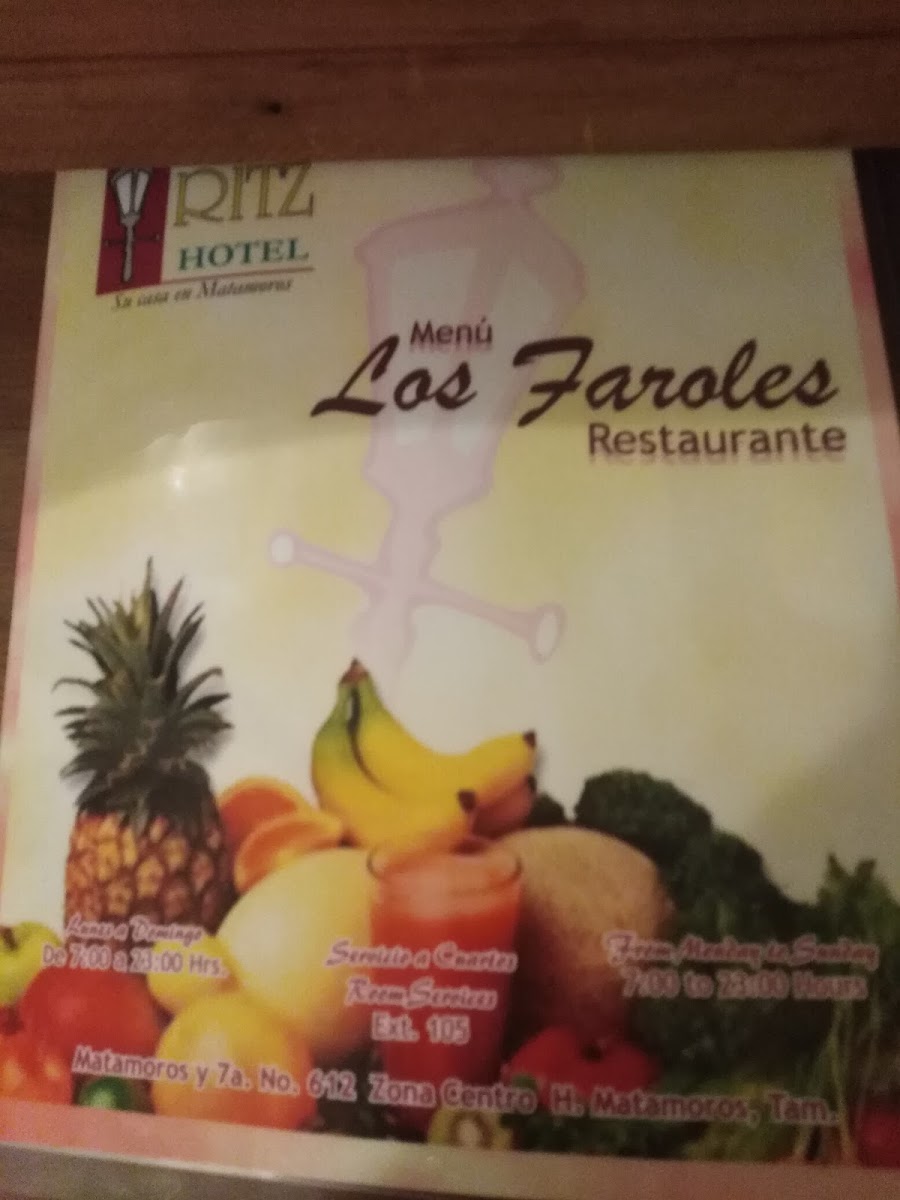 RITZ
HOTEL
Su casa en Matamoros
Menú
Los Faroles
Restaurante
Lunes a Domingo
De 7:00 a 23:00 Hrs.
Servicio a Cuartos
Room Services
Ext. 105
From Monday to Sunday
7:00 to 23:00 Hours
Matamoros y 7a. No. 612 Zona Centro H. Matamoros, Tam.